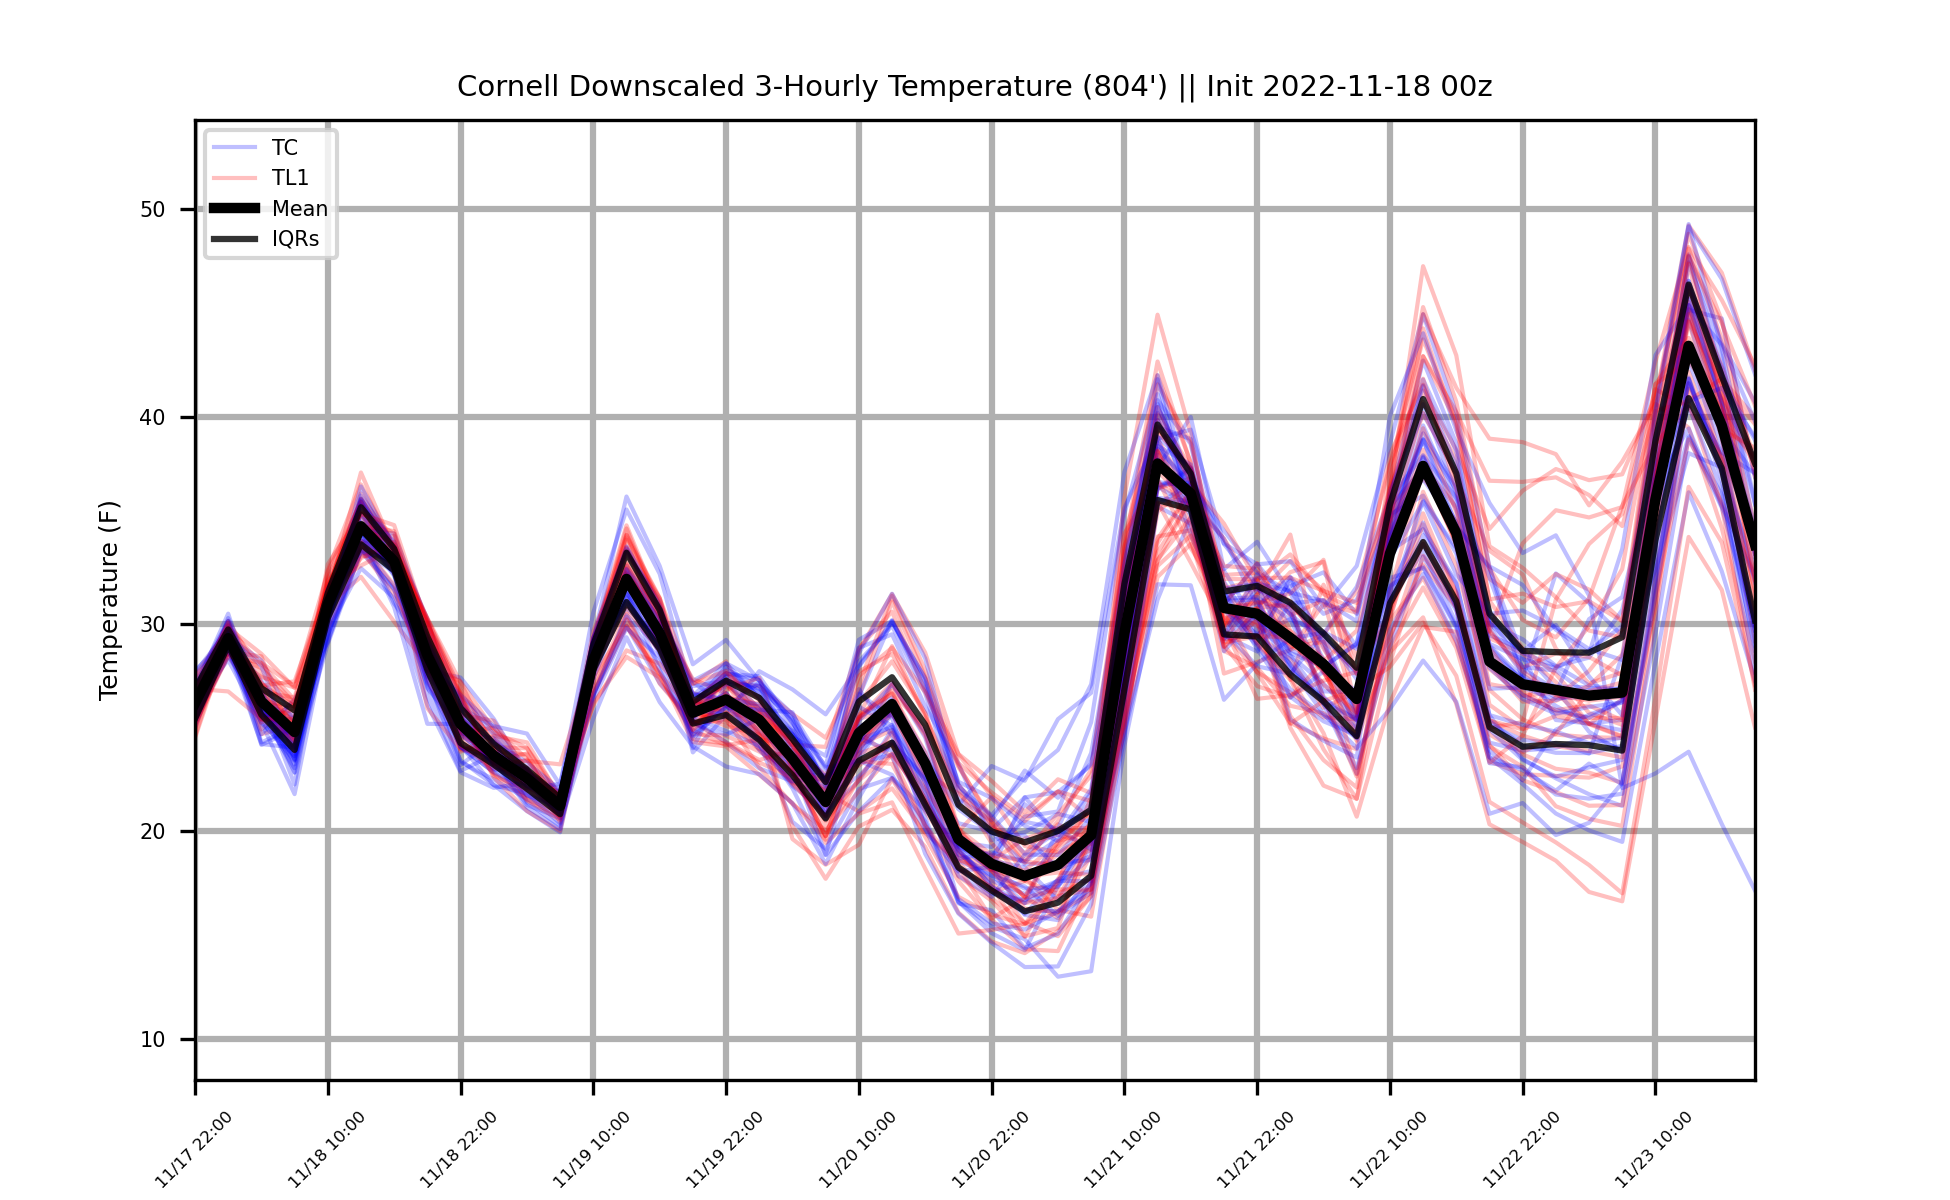 Cornell Downscaled 3-Hourly Temperature (804') || Init 2022-11-18 00z
TC
TL1
Mean
IQRs
Temperature (F)
50
40
30
20
10
11/17 22:00
11/18 10:00
11/18 22:00
11/19 10:00
11/19 22:00
11/20 10:00
11/20 22:00
11/21 10:00
11/21 22:00
11/22 10:00
11/22 22:00
11/23 10:00